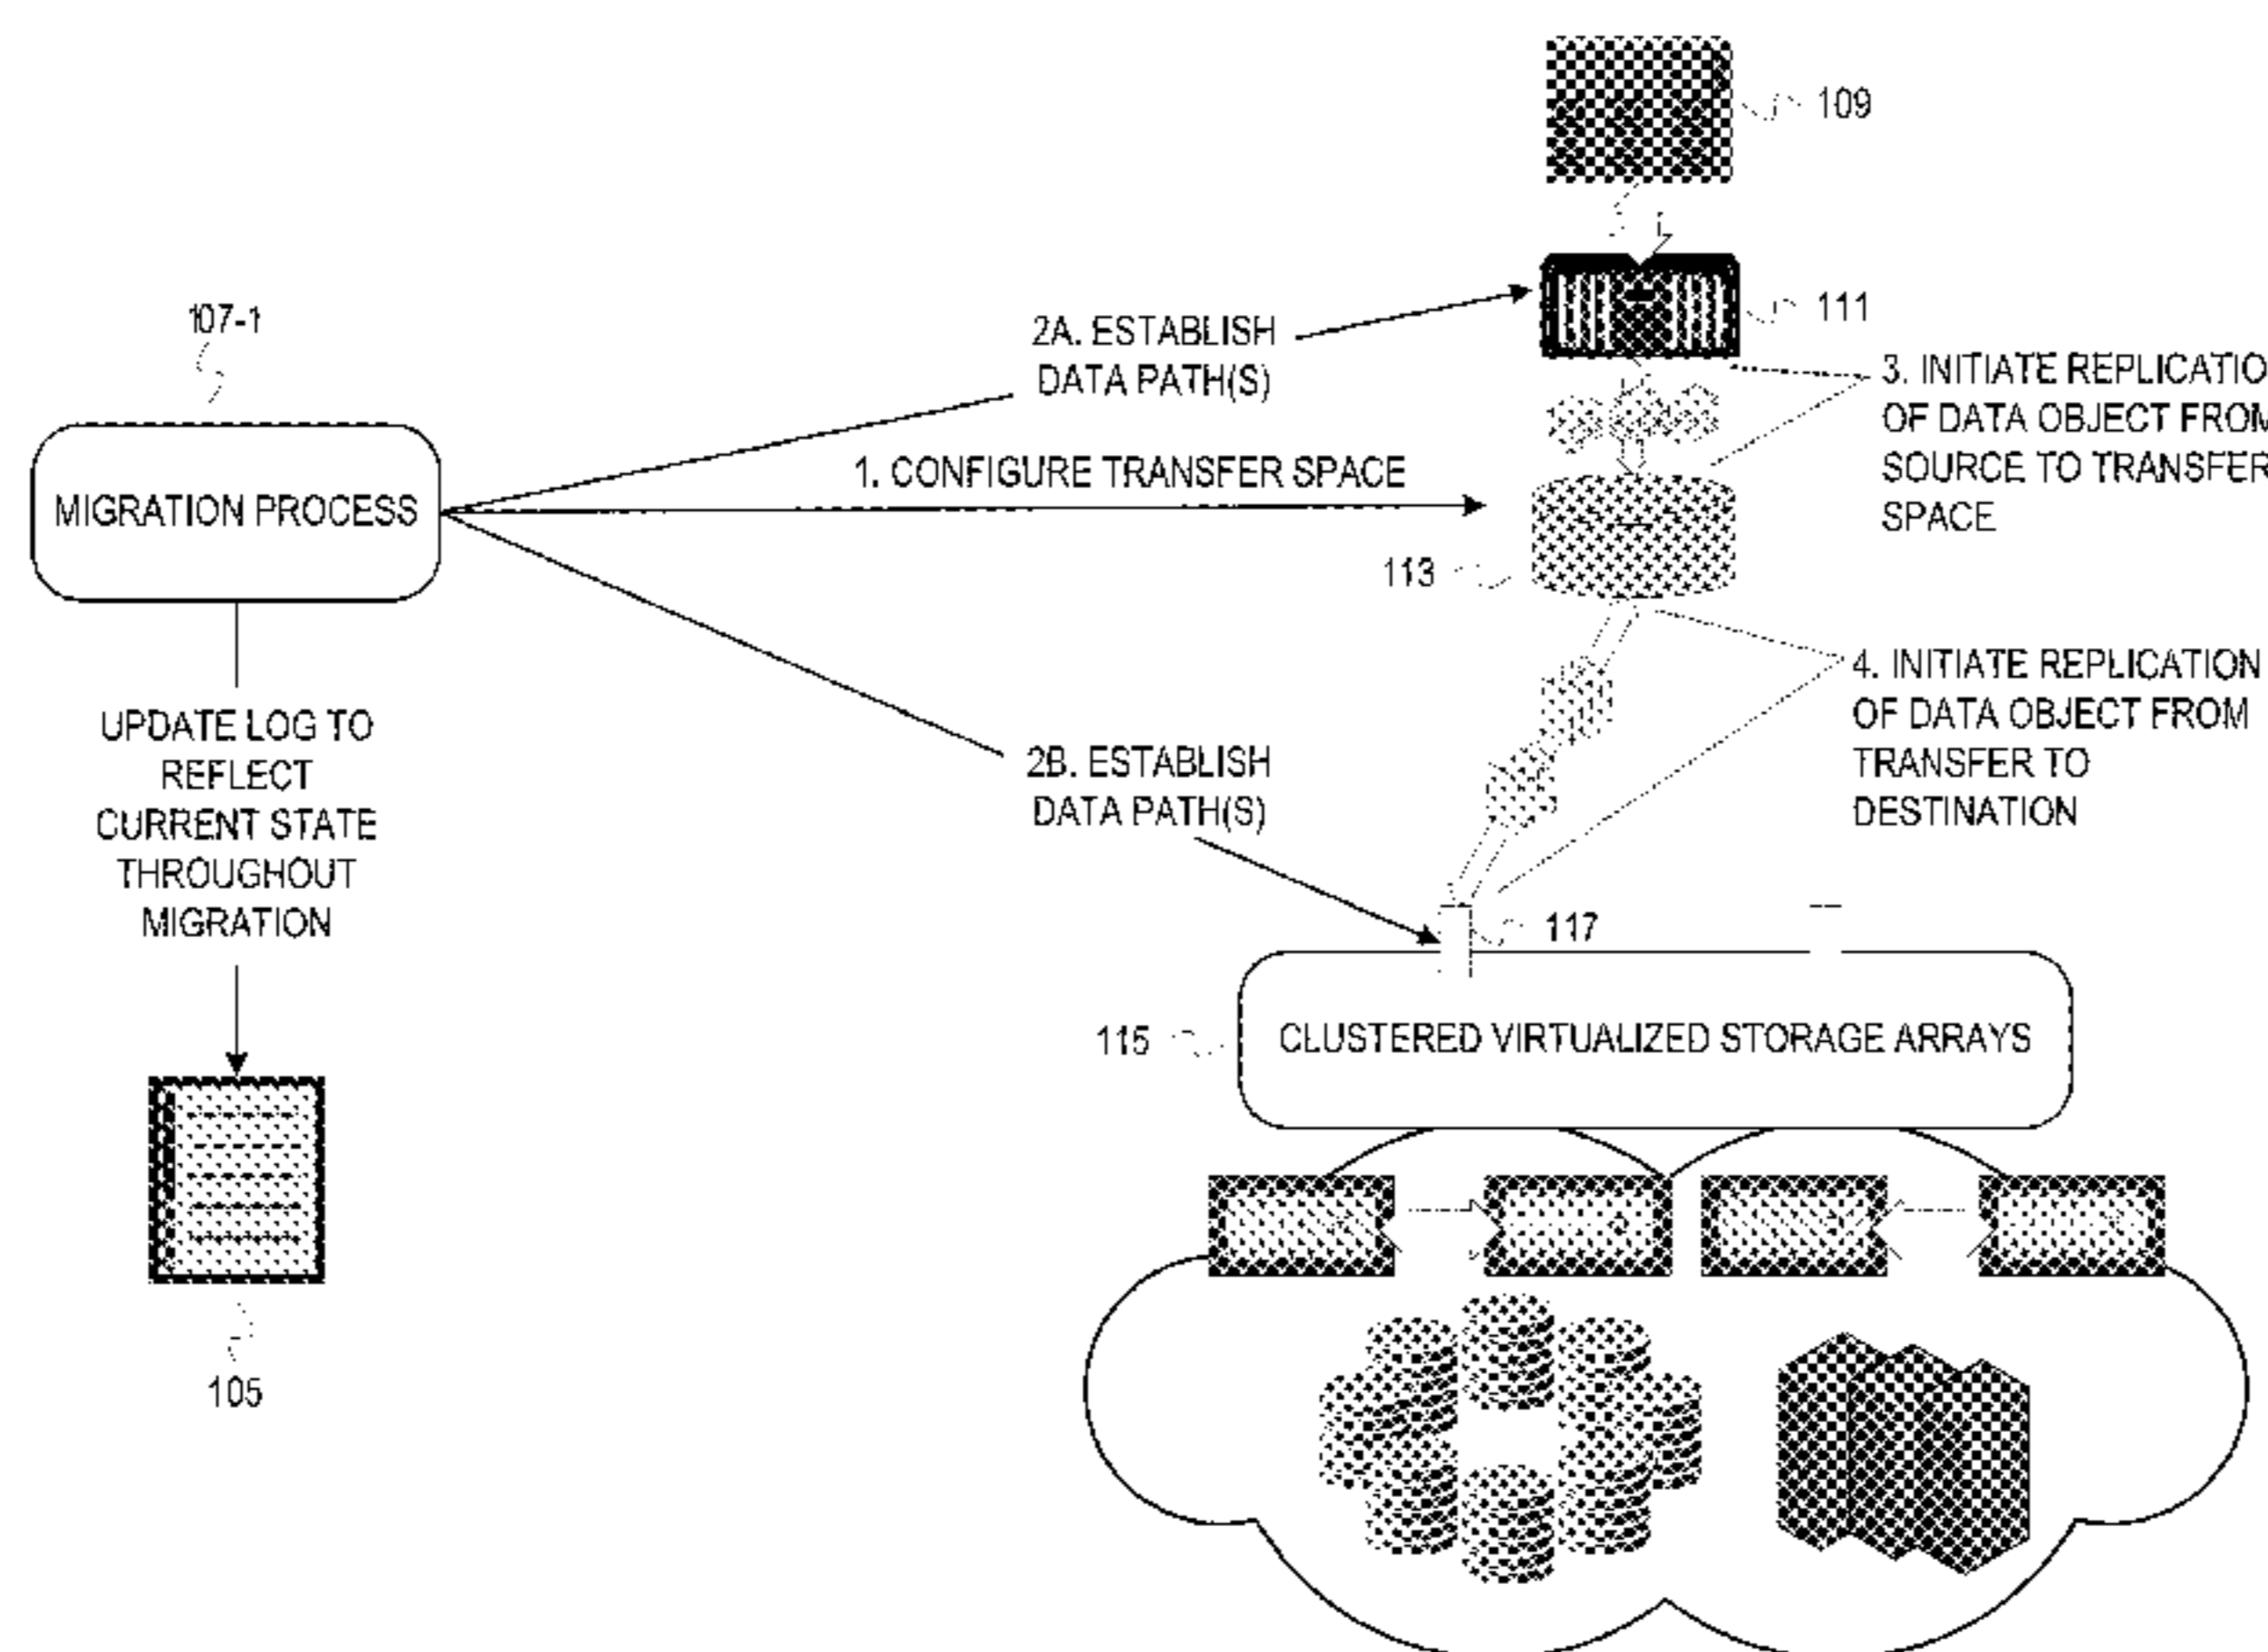 109
107-1
2A. ESTABLISH
DATA PATH(S)
111
3. INITIATE REPLICATIO
OF DATA OBJECT FROM
SOURCE TO TRANSFER
SPACE
1. CONFIGURE TRANSFER SPACE
MIGRATION PROCESS
113
4. INITIATE REPLICATION
OF DATA OBJECT FROM
TRANSFER TO
DESTINATION
UPDATE LOG TO
REFLECT
CURRENT STATE
THROUGHOUT
MIGRATION
2B. ESTABLISH
DATA PATH(S)
117
115
CLUSTERED VIRTUALIZED STORAGE ARRAYS
105